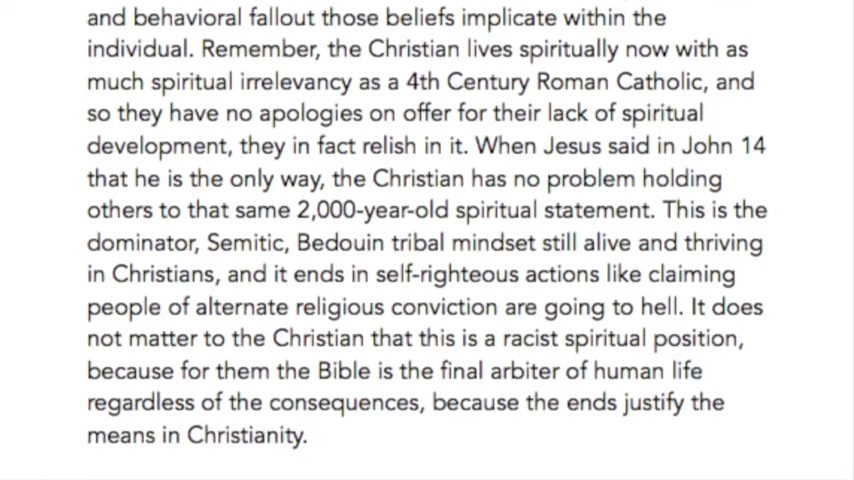 and behavioral fallout those beliefs implicate within the
individual. Remember, the Christian lives spiritually now with as
much spiritual irrelevancy as a 4th Century Roman Catholic, and
so they have no apologies on offer for their lack of spiritual
development, they in fact relish in it. When Jesus said in John 14
that he is the only way, the Christian has no problem holding
others to that same 2,000-year-old spiritual statement. This is the
dominator, Semitic, Bedouin tribal mindset still alive and thriving
in Christians, and it ends in self-righteous actions like claiming
people of alternate religious conviction are going to hell. It does
not matter to the Christian that this is a racist spiritual position,
because for them the Bible is the final arbiter of human life
regardless of the consequences, because the ends justify the
means in Christianity.